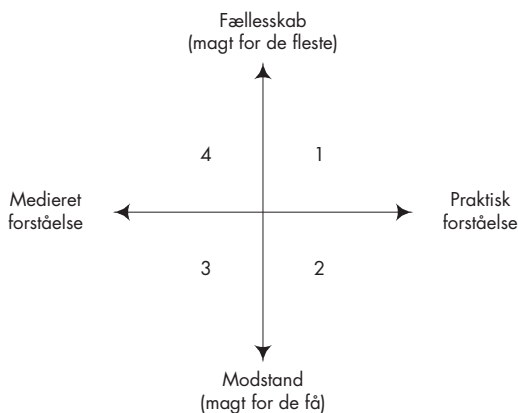 Fællesskab
(magt for de fleste)
4
1
Medieret
forståelse
Praktisk
forståelse
3
2
Modstand
(magt for de få)